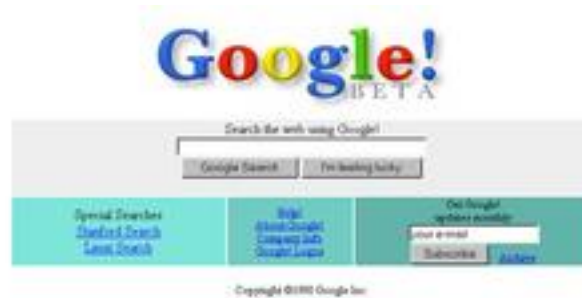 Google!
BETA
Search the web using Google!
Google Search I'm feeling lucky
Special Searches
Stanford Search
Linux Search
Help!
About Google!
Company Info
Google! Logos
Get Google!
updates monthly:
your e-mail
Subscribe Archive
Copyright ©1998 Google Inc.